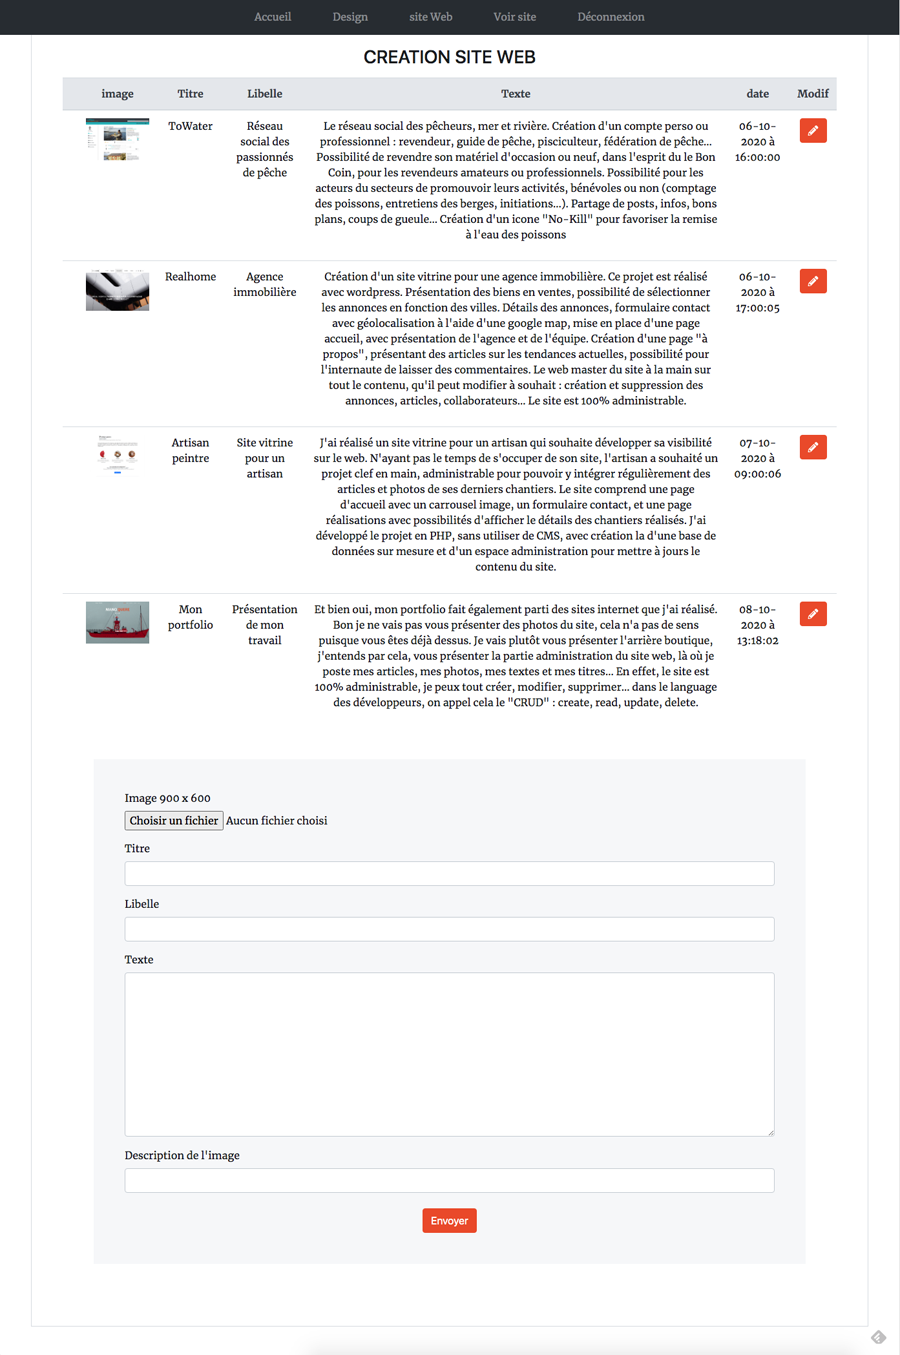 Accueil Design site Web Voir site Déconnexion
CREATION SITE WEB
image Titre Libelle Texte date Modif
ToWater
Réseau
social des
passionnés
de pêche
Le réseau social des pêcheurs, mer et rivière. Création d'un compte perso ou
professionnel : revendeur, guide de pêche, pisciculteur, fédération de pêche...
Possibilité de revendre son matériel d'occasion ou neuf, dans l'esprit du le Bon
Coin, pour les revendeurs amateurs ou professionnels. Possibilité pour les
acteurs du secteurs de promouvoir leurs activités, bénévoles ou non (comptage
des poissons, entretiens des berges, initiations...). Partage de posts, infos, bons
plans, coups de gueule... Création d'un icone "No-Kill" pour favoriser la remise
à l'eau des poissons
06-10-
2020 à
16:00:00
Realhome
Agence
immobilière
Création d'un site vitrine pour une agence immobilière. Ce projet est réalisé
avec wordpress. Présentation des biens en ventes, possibilité de sélectionner
les annonces en fonction des villes. Détails des annonces, formulaire contact
avec géolocalisation à l'aide d'une google map, mise en place d'une page
accueil, avec présentation de l'agence et de l'équipe. Création d'une page "à
propos", présentant des articles sur les tendances actuelles, possibilité pour
l'internaute de laisser des commentaires. Le web master du site à la main sur
tout le contenu, qu'il peut modifier à souhait : création et suppression des
annonces, articles, collaborateurs... Le site est 100% administrable.
06-10-
2020 à
17:00:05
Artisan
peintre
Site vitrine
pour un
artisan
J'ai réalisé un site vitrine pour un artisan qui souhaite développer sa visibilité
sur le web. N'ayant pas le temps de s'occuper de son site, l'artisan a souhaité un
projet clef en main, administrable pour pouvoir y intégrer régulièrement des
articles et photos de ses derniers chantiers. Le site comprend une page
d'accueil avec un carrousel image, un formulaire contact, et une page
réalisations avec possibilités d'afficher le détails des chantiers réalisés. J'ai
développé le projet en PHP, sans utiliser de CMS, avec création la d'une base de
données sur mesure et d'un espace administration pour mettre à jours le
contenu du site.
07-10-
2020 à
09:00:06
Mon
portfolio
Présentation
de mon
travail
Et bien oui, mon portfolio fait également parti des sites internet que j'ai réalisé.
Bon je ne vais pas vous présenter des photos du site, cela n'a pas de sens
puisque vous êtes déjà dessus. Je vais plutôt vous présenter l'arrière boutique,
j'entends par cela, vous présenter la partie administration du site web, là où je
poste mes articles, mes photos, mes textes et mes titres... En effet, le site est
100% administrable, je peux tout créer, modifier, supprimer... dans le language
des développeurs, on appel cela le "CRUD" : create, read, update, delete.
08-10-
2020 à
13:18:02
Image 900 x 600
Choisir un fichier Aucun fichier choisi
Titre
Libelle
Texte
Description de l'image
Envoyer